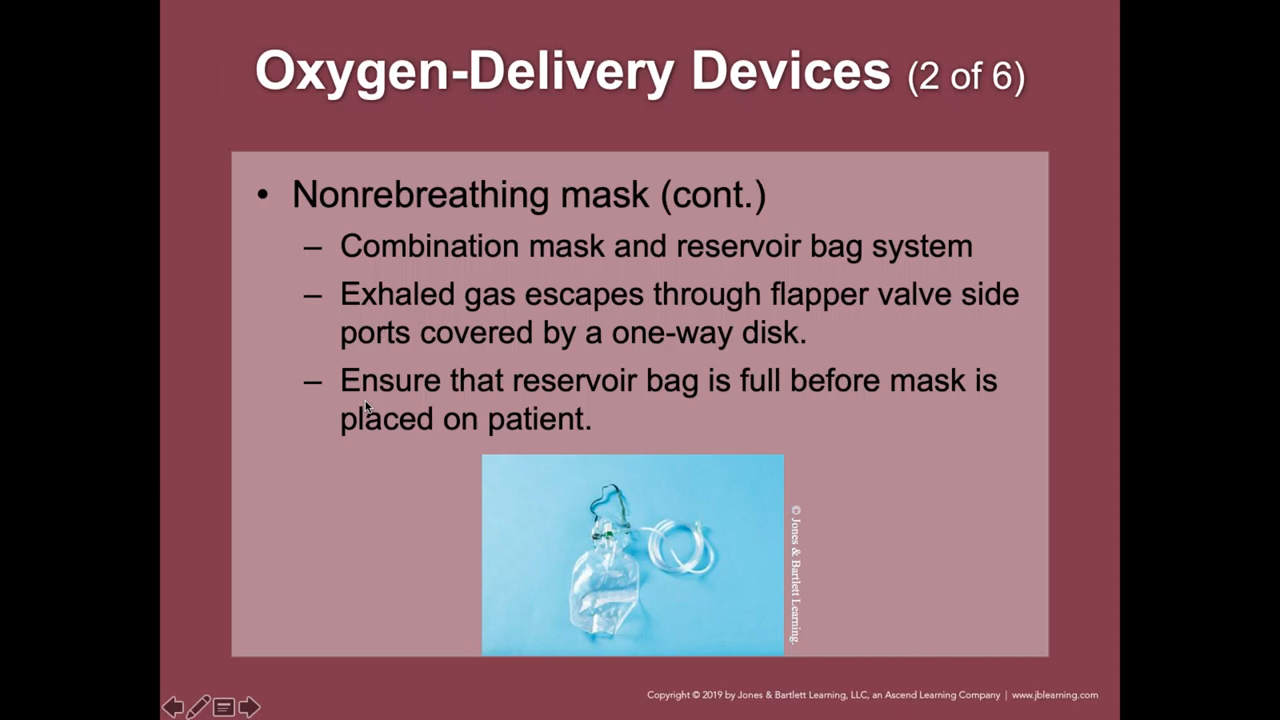 Oxygen-Delivery Devices (2 of 6)
• Nonrebreathing mask (cont.)
– Combination mask and reservoir bag system
– Exhaled gas escapes through flapper valve side
ports covered by a one-way disk.
– Ensure that reservoir bag is full before mask is
placed on patient.
© Jones & Bartlett Learning.
Copyright © 2019 by Jones & Bartlett Learning, LLC, an Ascend Learning Company | www.jblearning.com